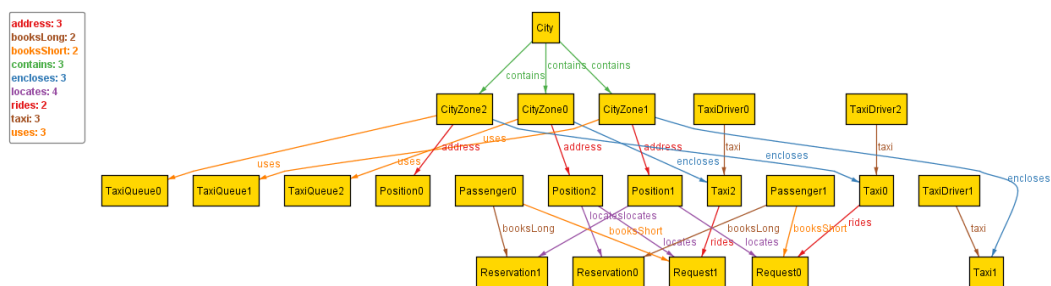 address: 3
booksLong: 2
booksShort: 2
contains: 3
encloses: 3
locates: 4
rides: 2
taxi: 3
uses: 3
City
contains contains contains
CityZone2 CityZone0 CityZone1 TaxiDriver0 TaxiDriver2
uses uses uses address address address encloses taxi encloses taxi encloses
TaxiQueue0 TaxiQueue1 TaxiQueue2 Position0 Passenger0 Position2 Position1 Taxi2 Passenger1 Taxi0 TaxiDriver1
booksLong locates locates booksShort locates rides booksLong locates booksShort rides taxi
Reservation1 Reservation0 Request1 Request0 Taxi1